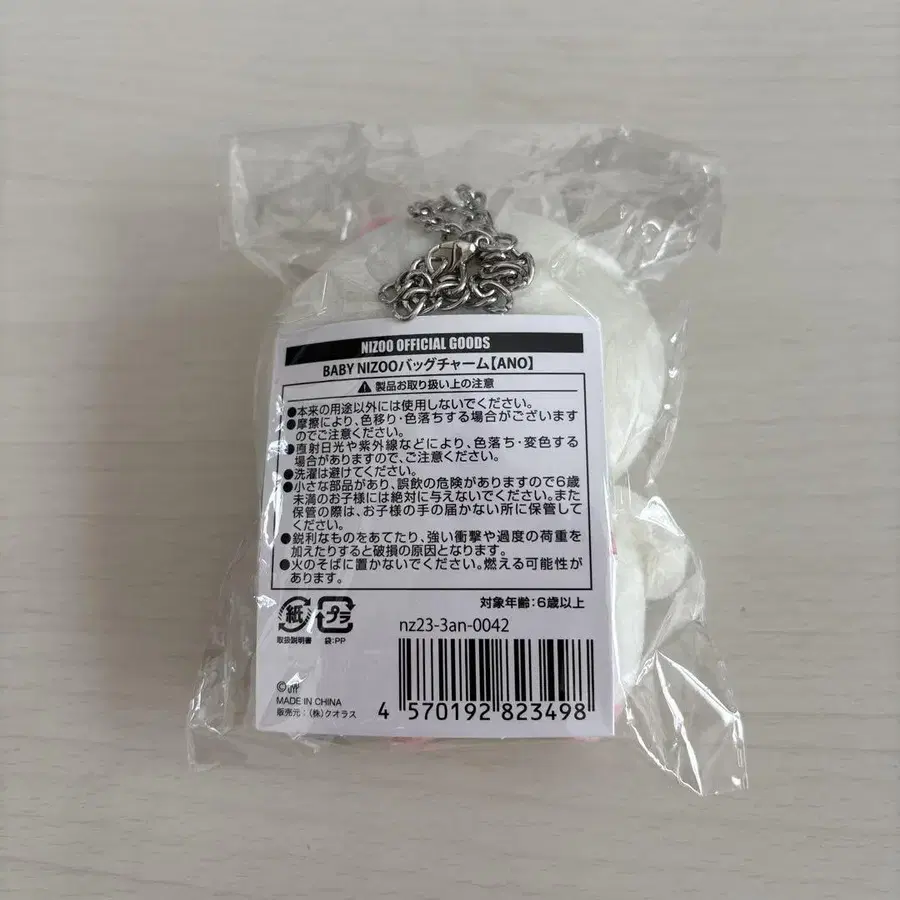 NIZOO OFFICIAL GOODS
BABY NIZOOバッグチャーム【ANO】
製品お取り扱い上の注意
●本来の用途以外には使用しないでください。
●摩擦により、色移り・色落ちする場合がございます
のでご注意ください。
●直射日光や紫外線などにより、色落ち・変色する
場合がありますので、ご注意ください。
●洗濯は避けてください。
●小さな部品があり、誤飲の危険がありますので6歳
未満のお子様には絶対に与えないでください。また
保管の際は、お子様の手の届かない所に保管して
ください。
●鋭利なものをあてたり、強い衝撃や過度の荷重を
加えたりすると破損の原因となります。
●火のそばに置かないでください。燃える可能性が
あります。
対象年齢:6歳以上
紙 プラ
取扱説明書 袋:PP
nz23-3an-0042
©JYP
MADE IN CHINA
販売元:(株)クオラス
4 570192 823498